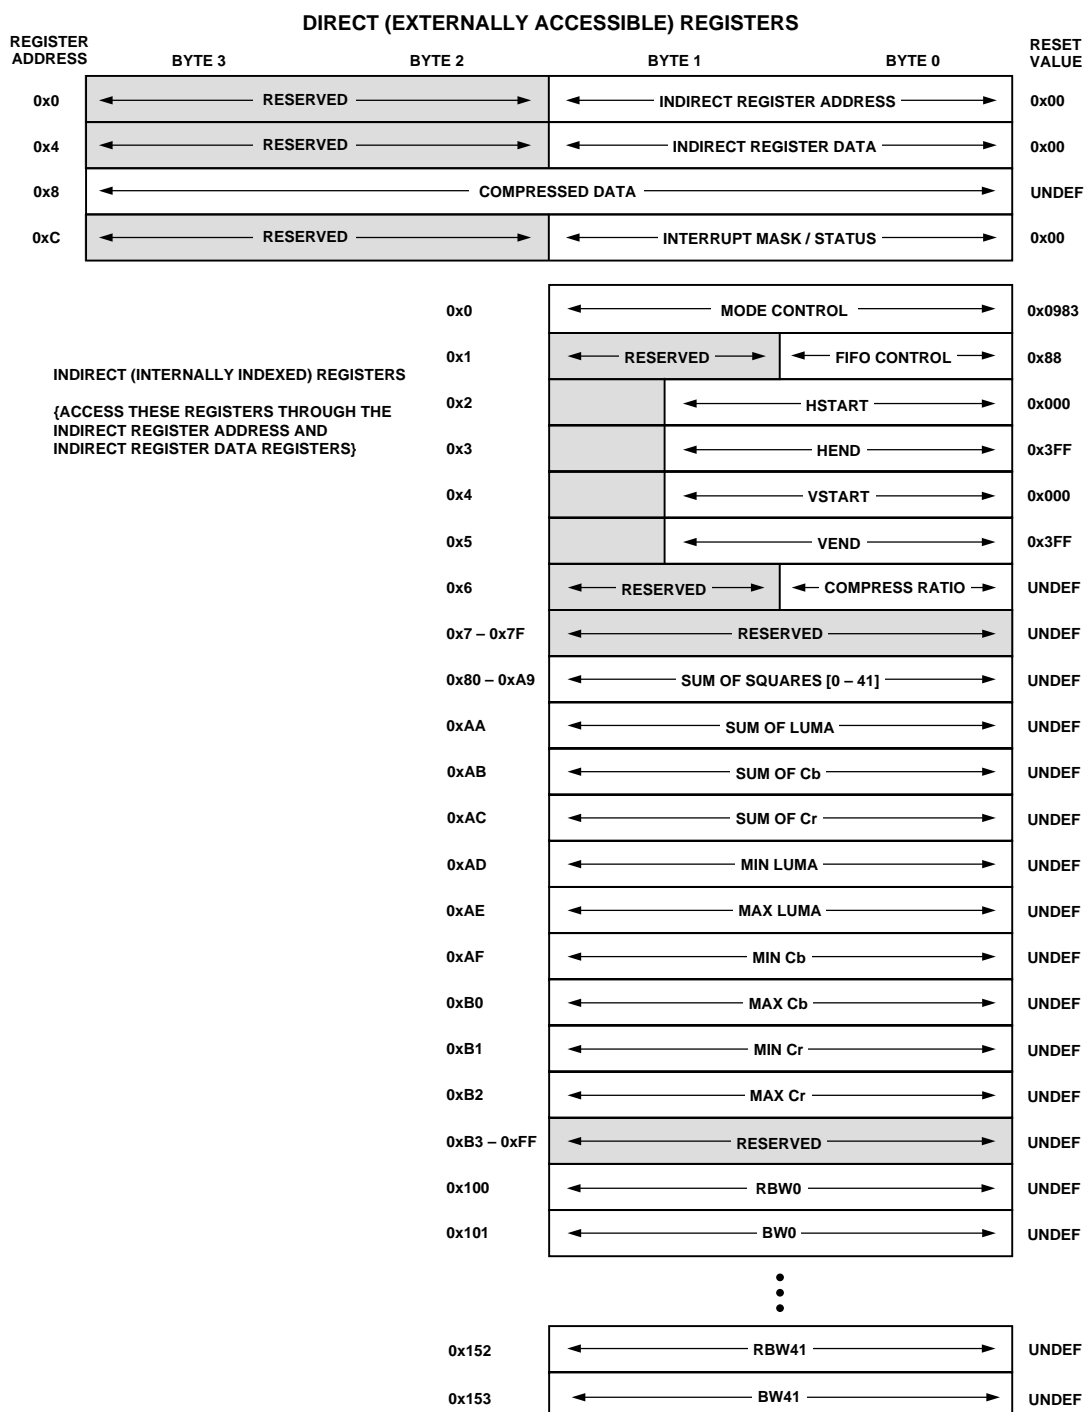 DIRECT (EXTERNALLY ACCESSIBLE) REGISTERS
REGISTER ADDRESS BYTE 3 BYTE 2 BYTE 1 BYTE 0 RESET VALUE
0x0 RESERVED INDIRECT REGISTER ADDRESS 0x00
0x4 RESERVED INDIRECT REGISTER DATA 0x00
0x8 COMPRESSED DATA UNDEF
0xC RESERVED INTERRUPT MASK / STATUS 0x00
INDIRECT (INTERNALLY INDEXED) REGISTERS
{ACCESS THESE REGISTERS THROUGH THE
INDIRECT REGISTER ADDRESS AND
INDIRECT REGISTER DATA REGISTERS}
0x0 MODE CONTROL 0x0983
0x1 RESERVED FIFO CONTROL 0x88
0x2 HSTART 0x000
0x3 HEND 0x3FF
0x4 VSTART 0x000
0x5 VEND 0x3FF
0x6 RESERVED COMPRESS RATIO UNDEF
0x7 – 0x7F RESERVED UNDEF
0x80 – 0xA9 SUM OF SQUARES [0 – 41] UNDEF
0xAA SUM OF LUMA UNDEF
0xAB SUM OF Cb UNDEF
0xAC SUM OF Cr UNDEF
0xAD MIN LUMA UNDEF
0xAE MAX LUMA UNDEF
0xAF MIN Cb UNDEF
0xB0 MAX Cb UNDEF
0xB1 MIN Cr UNDEF
0xB2 MAX Cr UNDEF
0xB3 – 0xFF RESERVED UNDEF
0x100 RBW0 UNDEF
0x101 BW0 UNDEF
0x152 RBW41 UNDEF
0x153 BW41 UNDEF